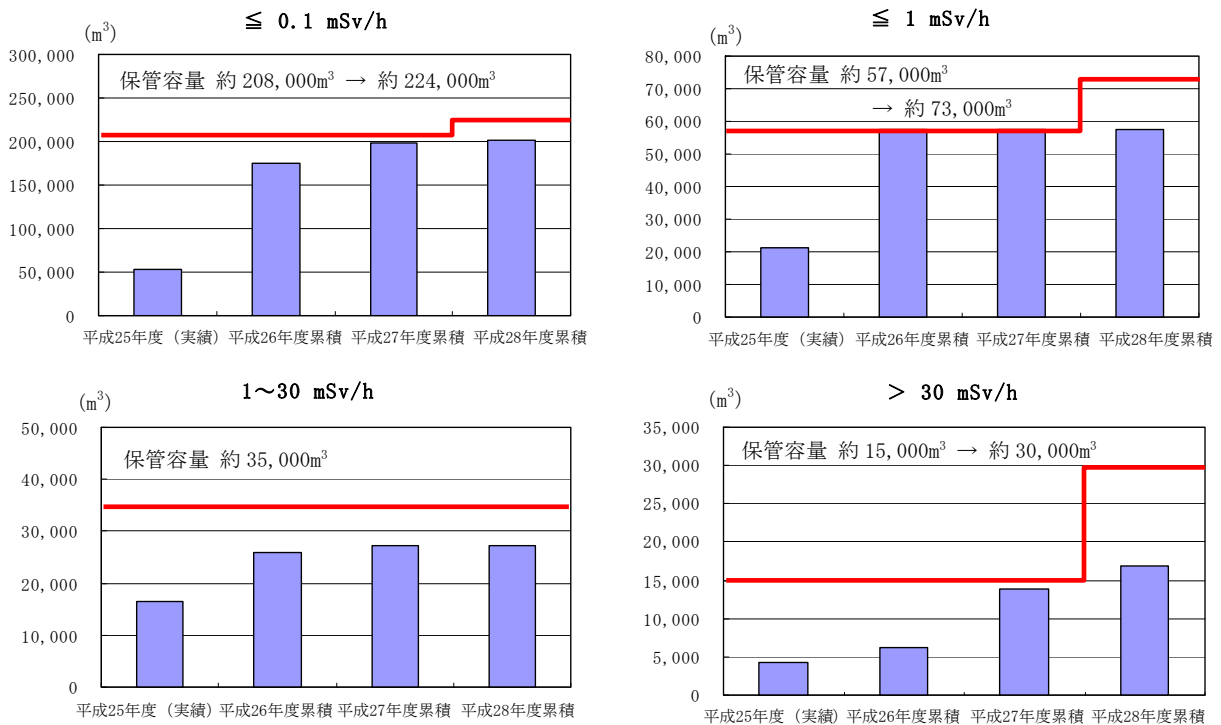 ≦ 0.1 mSv/h
(m³)
300,000
250,000
200,000
150,000
100,000
50,000
0
保管容量 約 208,000m³ → 約 224,000m³
平成25年度（実績） 平成26年度累積 平成27年度累積 平成28年度累積
≦ 1 mSv/h
(m³)
80,000
70,000
60,000
50,000
40,000
30,000
20,000
10,000
0
保管容量 約 57,000m³
→ 約 73,000m³
平成25年度（実績） 平成26年度累積 平成27年度累積 平成28年度累積
1～30 mSv/h
(m³)
50,000
40,000
30,000
20,000
10,000
0
保管容量 約 35,000m³
平成25年度（実績） 平成26年度累積 平成27年度累積 平成28年度累積
＞ 30 mSv/h
(m³)
35,000
30,000
25,000
20,000
15,000
10,000
5,000
0
保管容量 約 15,000m³ → 約 30,000m³
平成25年度（実績） 平成26年度累積 平成27年度累積 平成28年度累積